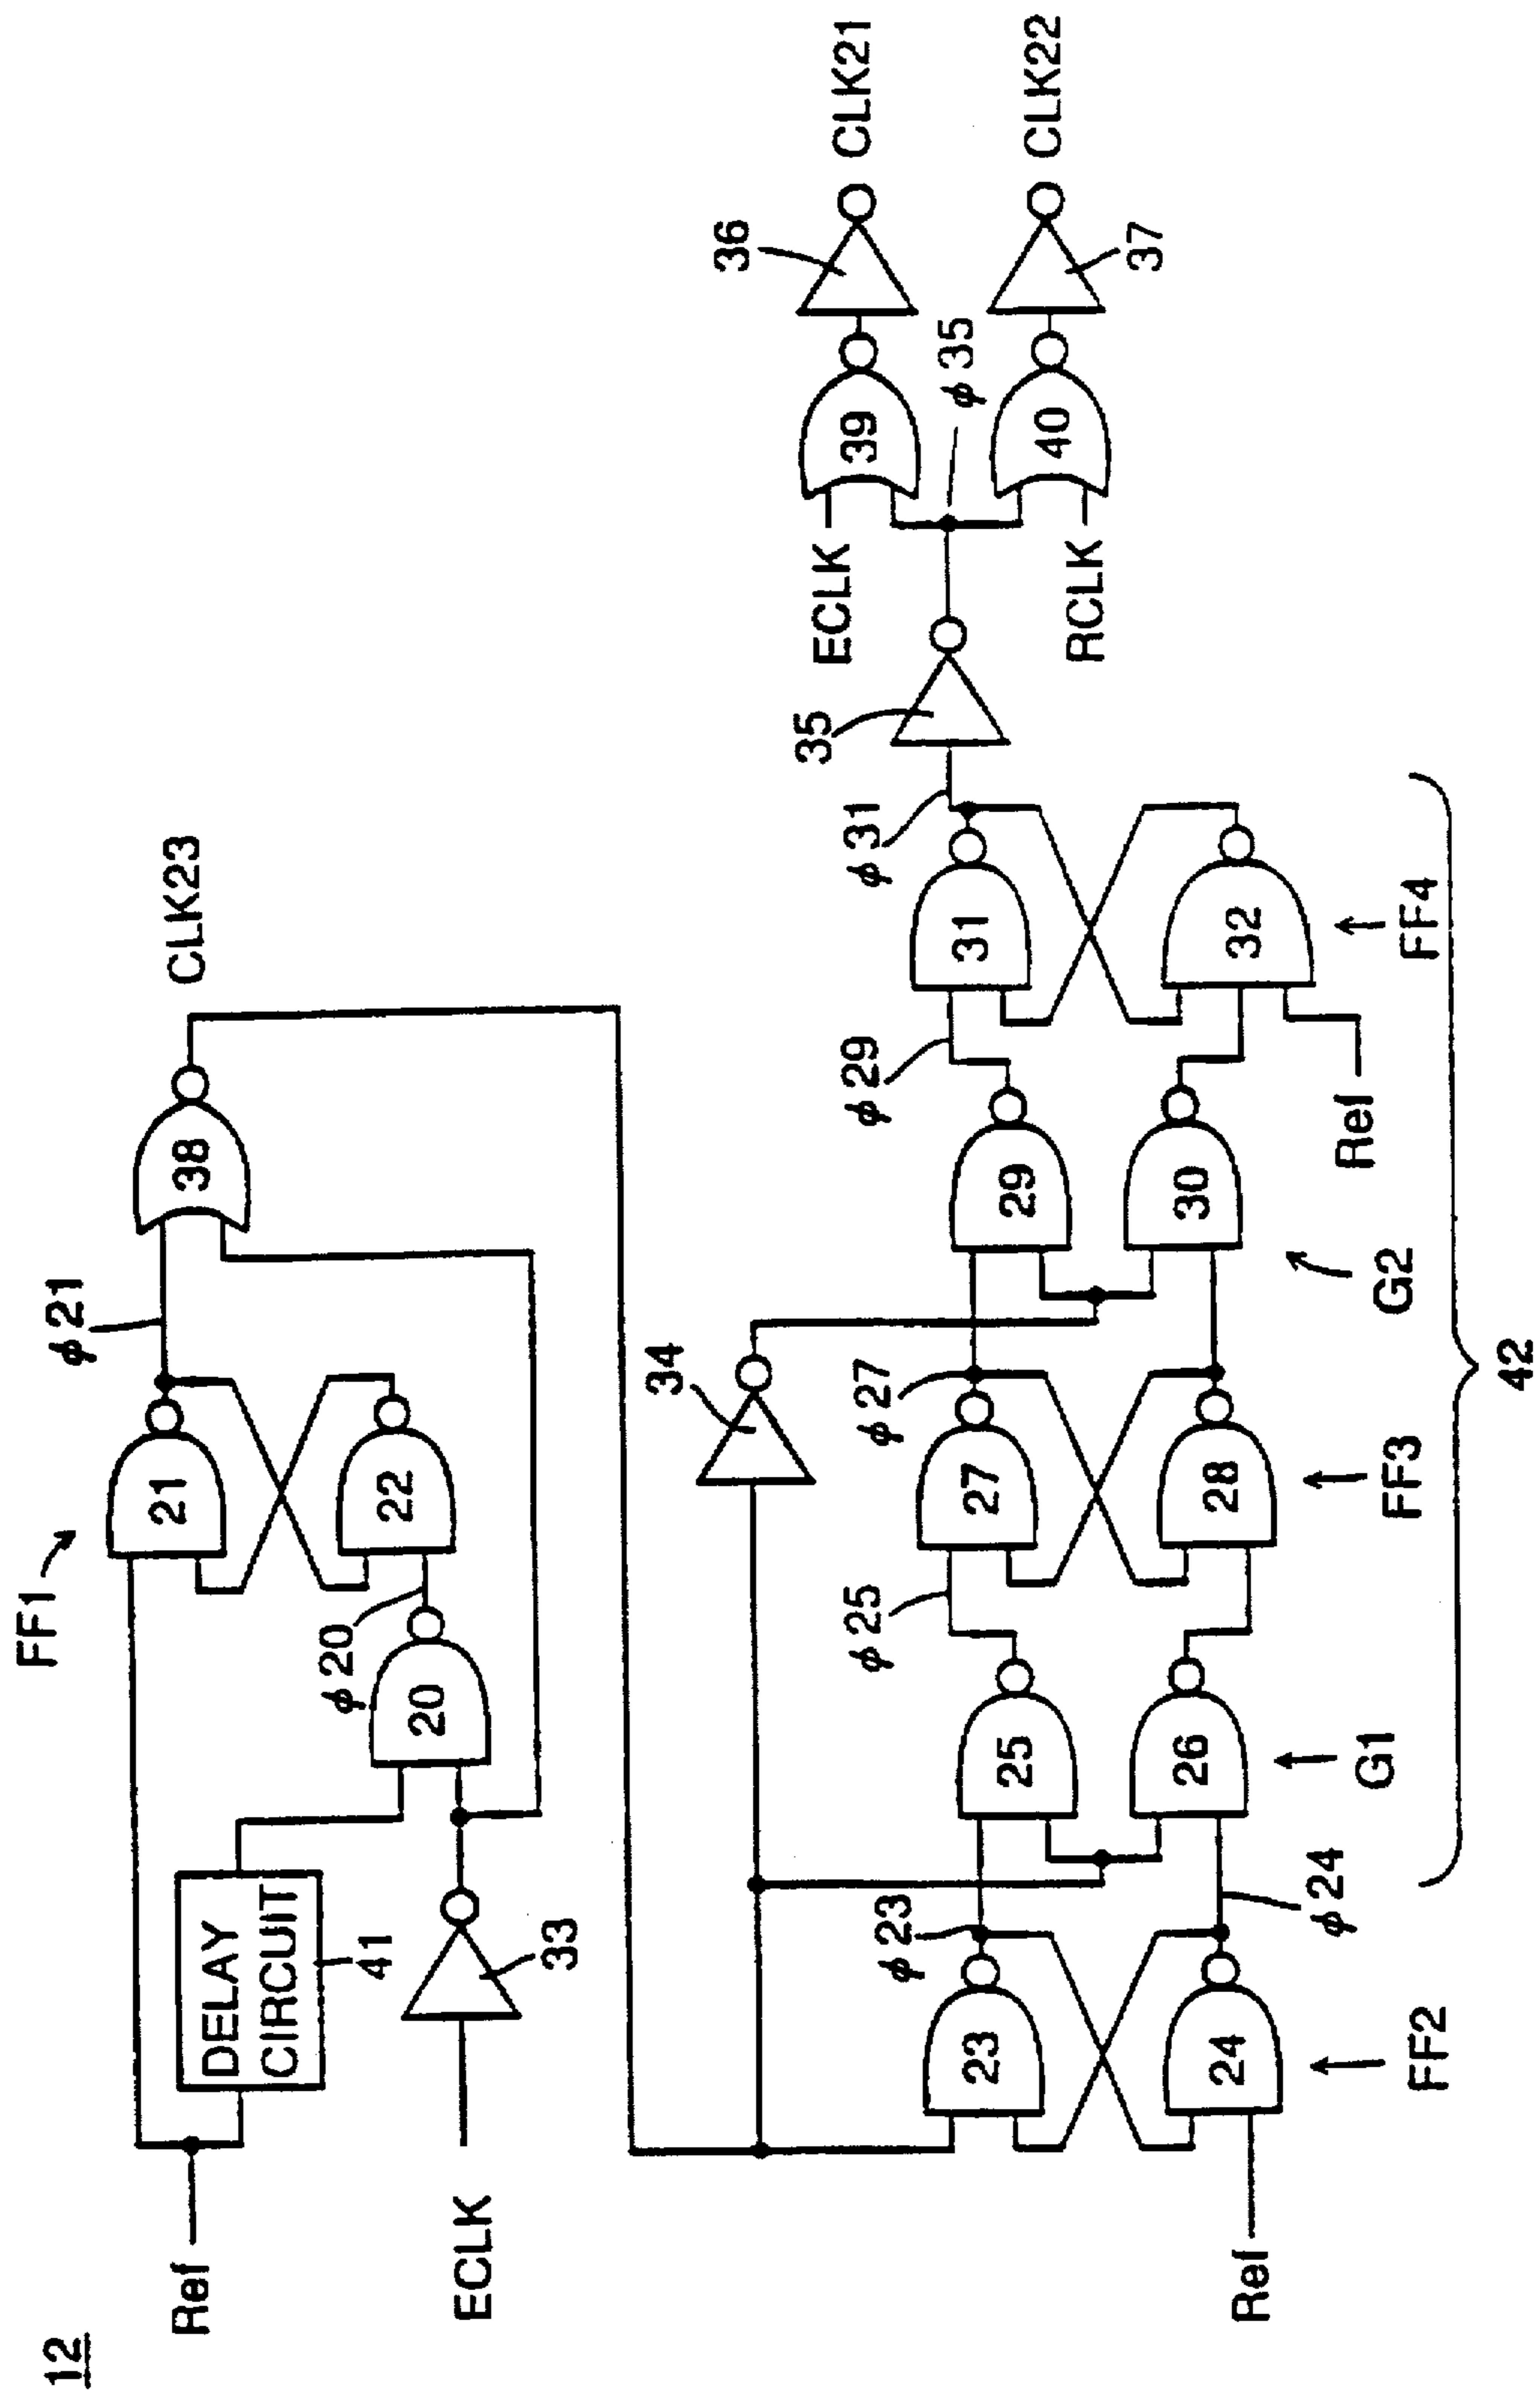 12
Ref
ECLK
DELAY
CIRCUIT
41
33
FF1
20
φ20
21
22
φ21
38
CLK23
Ref
23
24
FF2
φ23
φ24
25
26
G1
φ25
27
28
FF3
φ27
34
29
30
G2
φ29
Ref
31
32
FF4
φ31
42
35
ECLK
RCLK
φ35
39
40
36
37
CLK21
CLK22